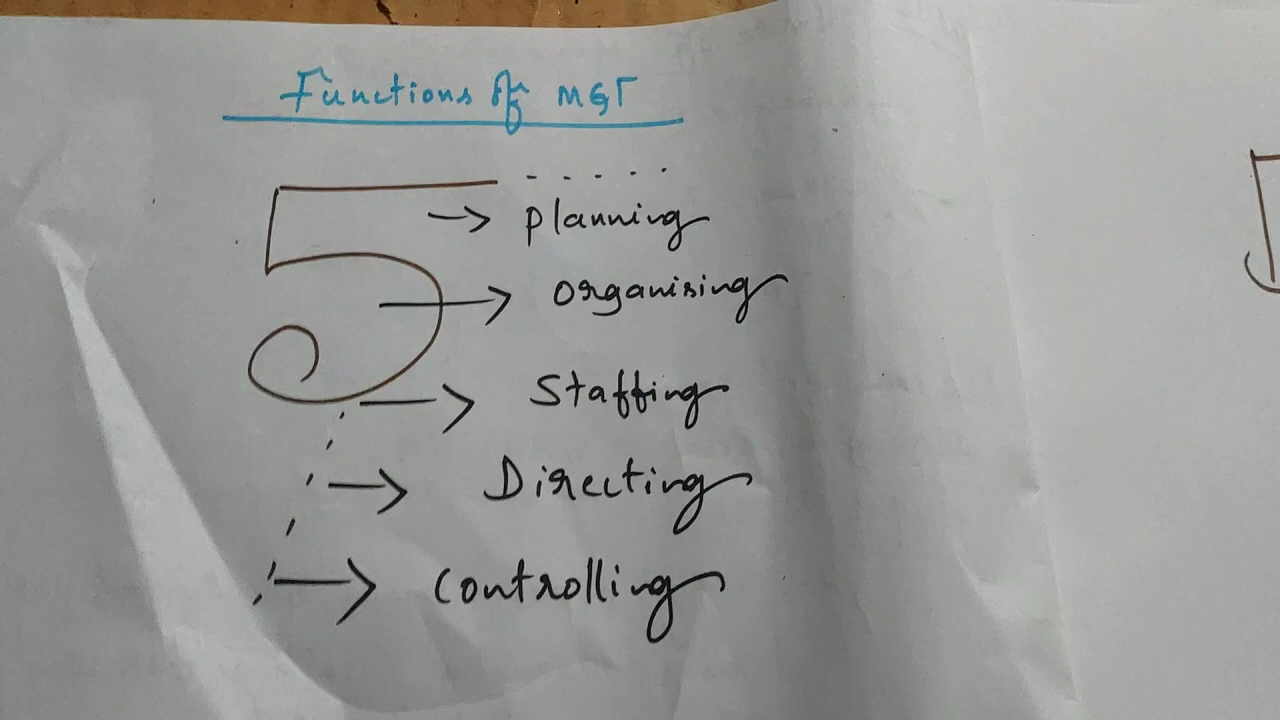 Functions of MGT
5 .....
→ planning
→ organising
→ Staffing
→ Directing
→ controlling